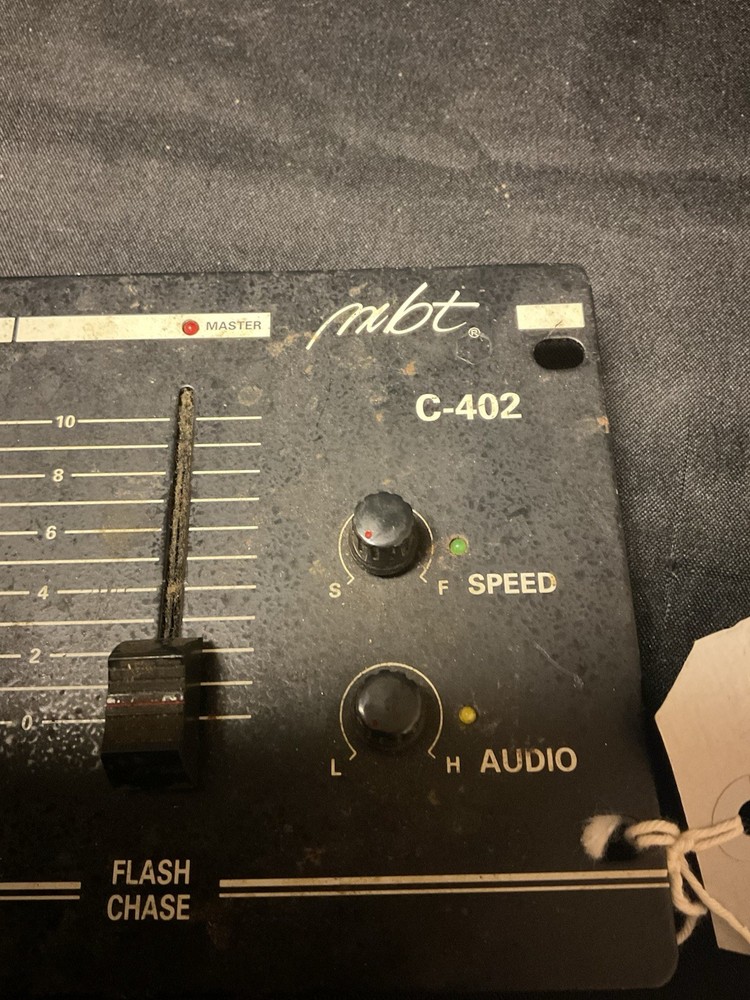 MASTER
mbt®
C-402
10
8
6
4
2
0
S F SPEED
L H AUDIO
FLASH
CHASE